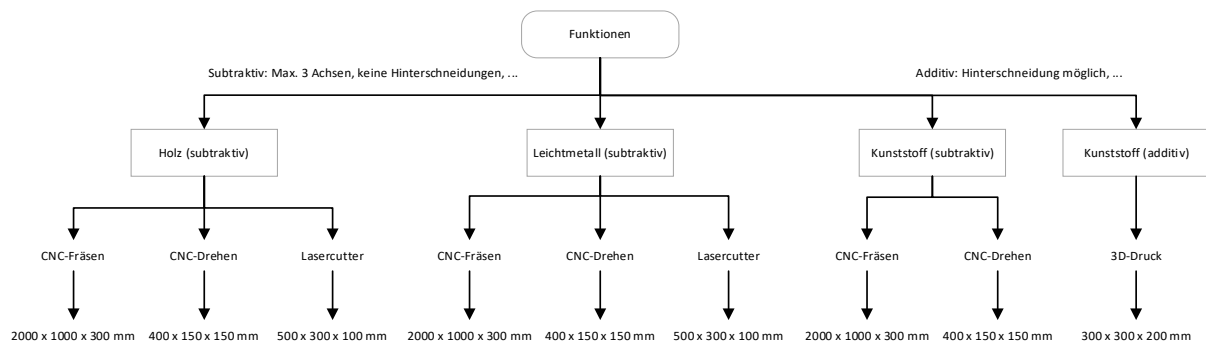 Funktionen
Subtraktiv: Max. 3 Achsen, keine Hinterschneidungen, ...
Additiv: Hinterschneidung möglich, ...
Holz (subtraktiv)
Leichtmetall (subtraktiv)
Kunststoff (subtraktiv)
Kunststoff (additiv)
CNC-Fräsen
CNC-Drehen
Lasercutter
CNC-Fräsen
CNC-Drehen
Lasercutter
CNC-Fräsen
CNC-Drehen
3D-Druck
2000 x 1000 x 300 mm
400 x 150 x 150 mm
500 x 300 x 100 mm
2000 x 1000 x 300 mm
400 x 150 x 150 mm
500 x 300 x 100 mm
2000 x 1000 x 300 mm
400 x 150 x 150 mm
300 x 300 x 200 mm